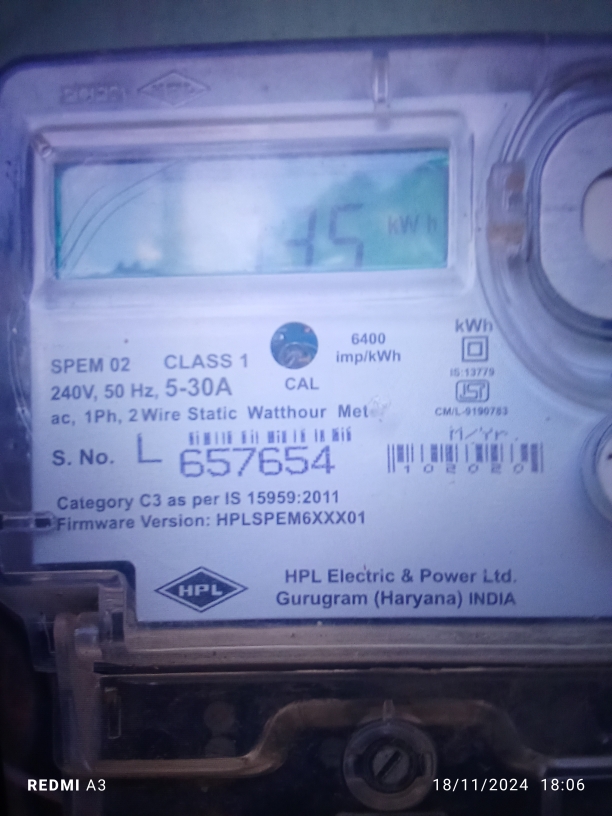 kWh
SPEM 02 CLASS 1
6400
imp/kWh
kWh
240V, 50 Hz, 5-30A
CAL
IS:13779
ac, 1Ph, 2 Wire Static Watthour Met
CM/L-9190783
M/Yr.
S. No. L 657654
102020
Category C3 as per IS 15959:2011
Firmware Version: HPLSPEM6XXX01
HPL
HPL Electric & Power Ltd.
Gurugram (Haryana) INDIA
REDMI A3
18/11/2024 18:06